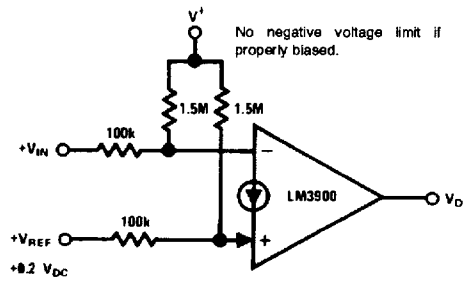 V+
No negative voltage limit if
properly biased.
1.5M 1.5M
100k
+VIN
−
LM3900
VO
100k
+VREF
+
+0.2 VDC